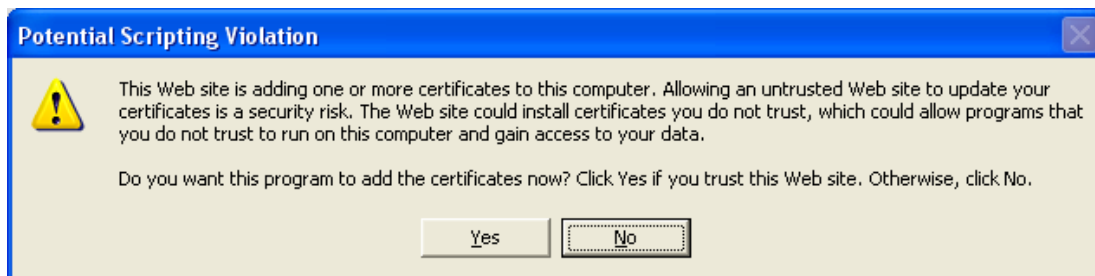 Potential Scripting Violation
This Web site is adding one or more certificates to this computer. Allowing an untrusted Web site to update your
certificates is a security risk. The Web site could install certificates you do not trust, which could allow programs that
you do not trust to run on this computer and gain access to your data.
Do you want this program to add the certificates now? Click Yes if you trust this Web site. Otherwise, click No.
Yes No